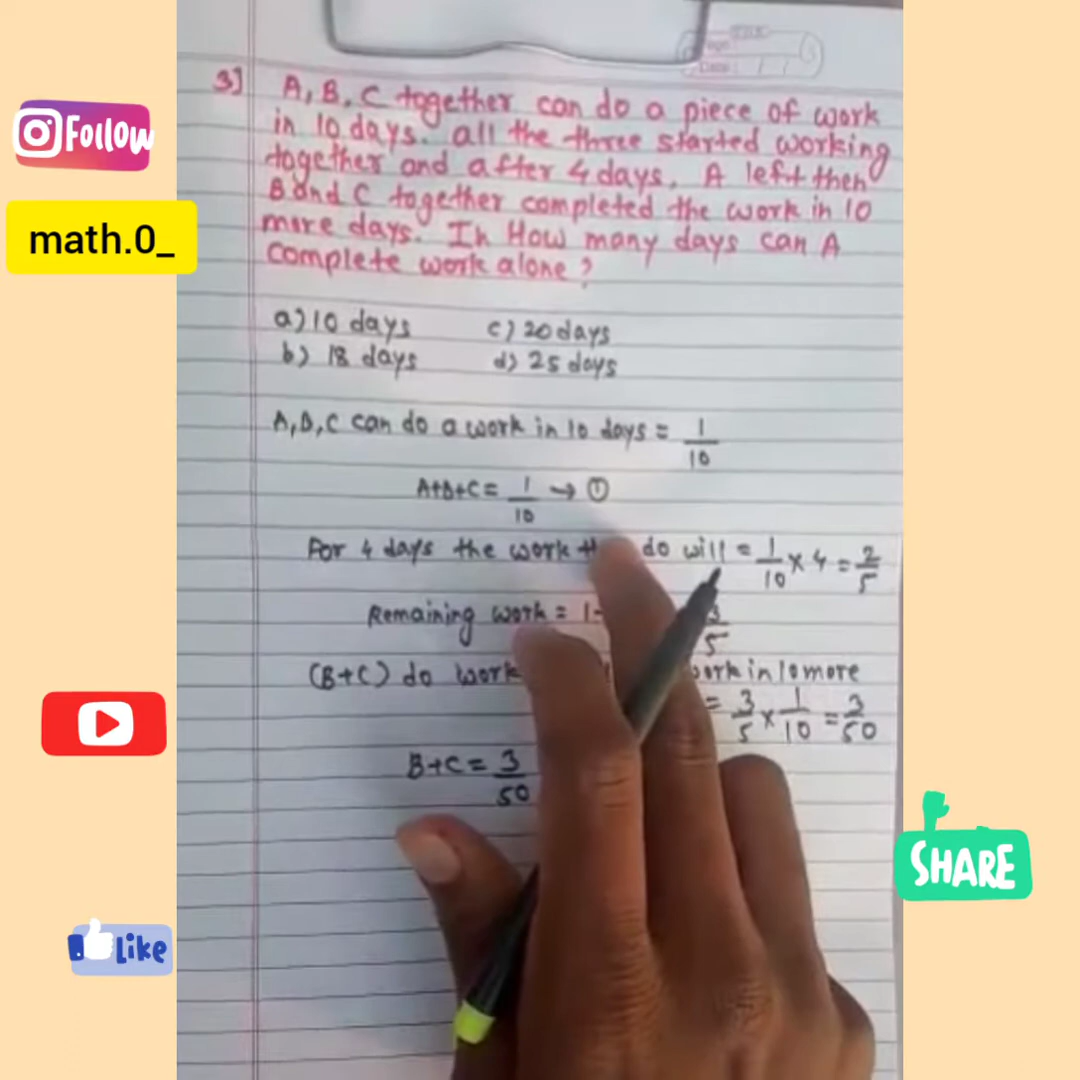 3] A, B, C together can do a piece of work
in 10 days. all the three started working
together and after 4 days, A left then
B and C together completed the work in 10
more days. In How many days can A
complete work alone?
a) 10 days c) 20 days
b) 18 days d) 25 days
A, B, C can do a work in 10 days = 1/10
A+B+C = 1/10 → ①
For 4 days the work do will = 1/10 × 4 = 2/5
Remaining work = 1- 3/5
(B+C) do work work in 10 more
= 3/5 × 1/10 = 3/50
B+C = 3/50
Follow
math.0_
Like
SHARE